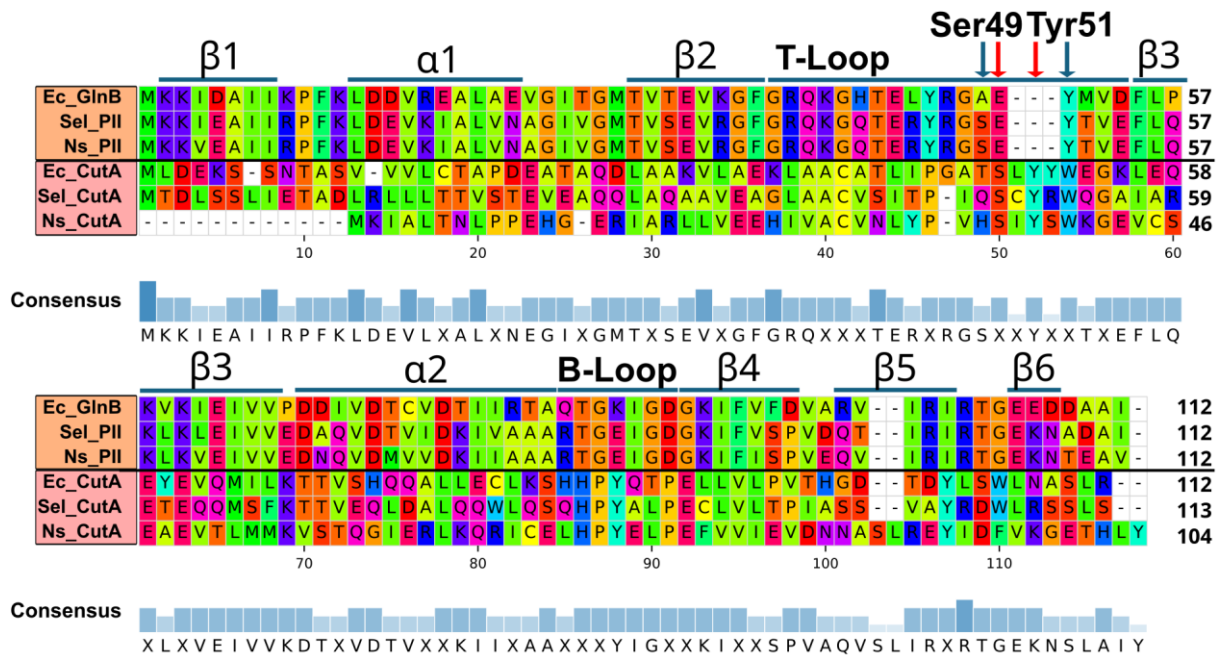 Ser49 Tyr51
β1 α1 β2 T-Loop β3
Ec_GlnB MKKIDAIIKPFKLDDVREALAEVGITGMTVTEVKGFGRQKGHTELYRGAE---YMVDFLP 57
Sel_PII MKKIEAIIRPFKLDEVKIALVNAGIVGMTVSEVRGFGRQKGQTERYRGSE---YTVEFLQ 57
Ns_PII MKKVEAIIRPFKLDEVKIALVNAGIVGMTVSEVRGFGRQKGQTERYRGSE---YTVEFLQ 57
Ec_CutA MLDEKS-SNTASV-VVLCTAPDEATAQDLAAKVLAEKLAACATLIPGATSLYYWEGKLEQ 58
Sel_CutA MTDLSSLIETADLRLLLTTVSTEVEAQQLAQAAVEAGLAACVSITP-IQSCYRWQGAIAR 59
Ns_CutA ------------MKIALTNLPPEHG-ERIARLLVEEHIVACVNLYP-VHSIYSWKGEVCS 46
10 20 30 40 50 60
Consensus
MKKIEAIIRPFKLDEVLXALXNEGIXGMTXSEVXGFGRQXXXTERXRGSXXYXXTXEFLQ
β3 α2 B-Loop β4 β5 β6
Ec_GlnB KVKIEIVVPDDIVDTCVDTIIRTAQTGKIGDGKIFVFDVARV--IRIRTGEEDDAAI- 112
Sel_PII KLKLEIVVEDAQVDTVIDKIVAAARTGEIGDGKIFVSPVDQT--IRIRTGEKNADAI- 112
Ns_PII KLKVEIVVEDNQVDMVVDKIIAAARTGEIGDGKIFISPVEQV--IRIRTGEKNTEAV- 112
Ec_CutA EYEVQMILKTTVSHQQALLECLKSHHPYQTPELLVLPVTHGD--TDYLSWLNASLR-- 112
Sel_CutA ETEQQMSFKTTVEQLDALQQWLQSQHPYALPECLVLTPIASS--VAYRDWLRSSLS-- 113
Ns_CutA EAEVTLMMKVSTQGIERLKQRICELHPYELPEFVVIEVDNNASLREYIDFVKGETHLY 104
70 80 90 100 110
Consensus
XLXVEIVVKDTXVDTVXXKIIXAAXXXYIGXXKIXXSPVAQVSLIRXRTGEKNSLAIY